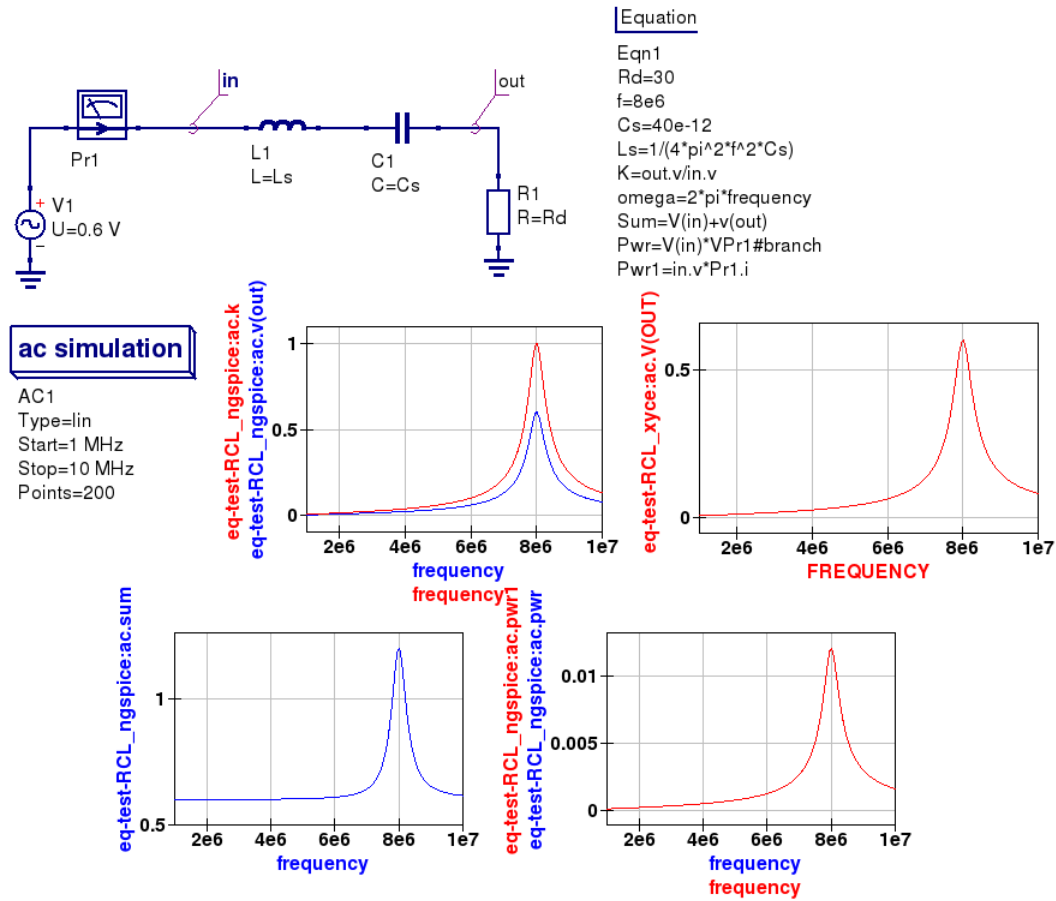 in
out
Pr1
L1
L=Ls
C1
C=Cs
+
V1
U=0.6 V
−
R1
R=Rd
Equation
Eqn1
Rd=30
f=8e6
Cs=40e-12
Ls=1/(4*pi^2*f^2*Cs)
K=out.v/in.v
omega=2*pi*frequency
Sum=V(in)+v(out)
Pwr=V(in)*VPr1#branch
Pwr1=in.v*Pr1.i
ac simulation
AC1
Type=lin
Start=1 MHz
Stop=10 MHz
Points=200
eq-test-RCL_ngspice:ac.k
eq-test-RCL_ngspice:ac.v(out)
1
0.5
0
2e6 4e6 6e6 8e6 1e7
frequency
frequency
eq-test-RCL_xyce:ac.V(OUT)
0.5
0
2e6 4e6 6e6 8e6 1e7
FREQUENCY
eq-test-RCL_ngspice:ac.sum
1
0.5
2e6 4e6 6e6 8e6 1e7
frequency
eq-test-RCL_ngspice:ac.pwr1
eq-test-RCL_ngspice:ac.pwr
0.01
0.005
0
2e6 4e6 6e6 8e6 1e7
frequency
frequency